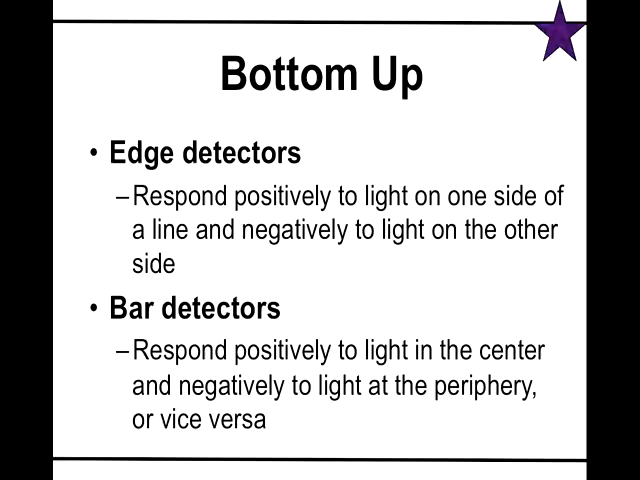 Bottom Up
• Edge detectors
–Respond positively to light on one side of
a line and negatively to light on the other
side
• Bar detectors
–Respond positively to light in the center
and negatively to light at the periphery,
or vice versa